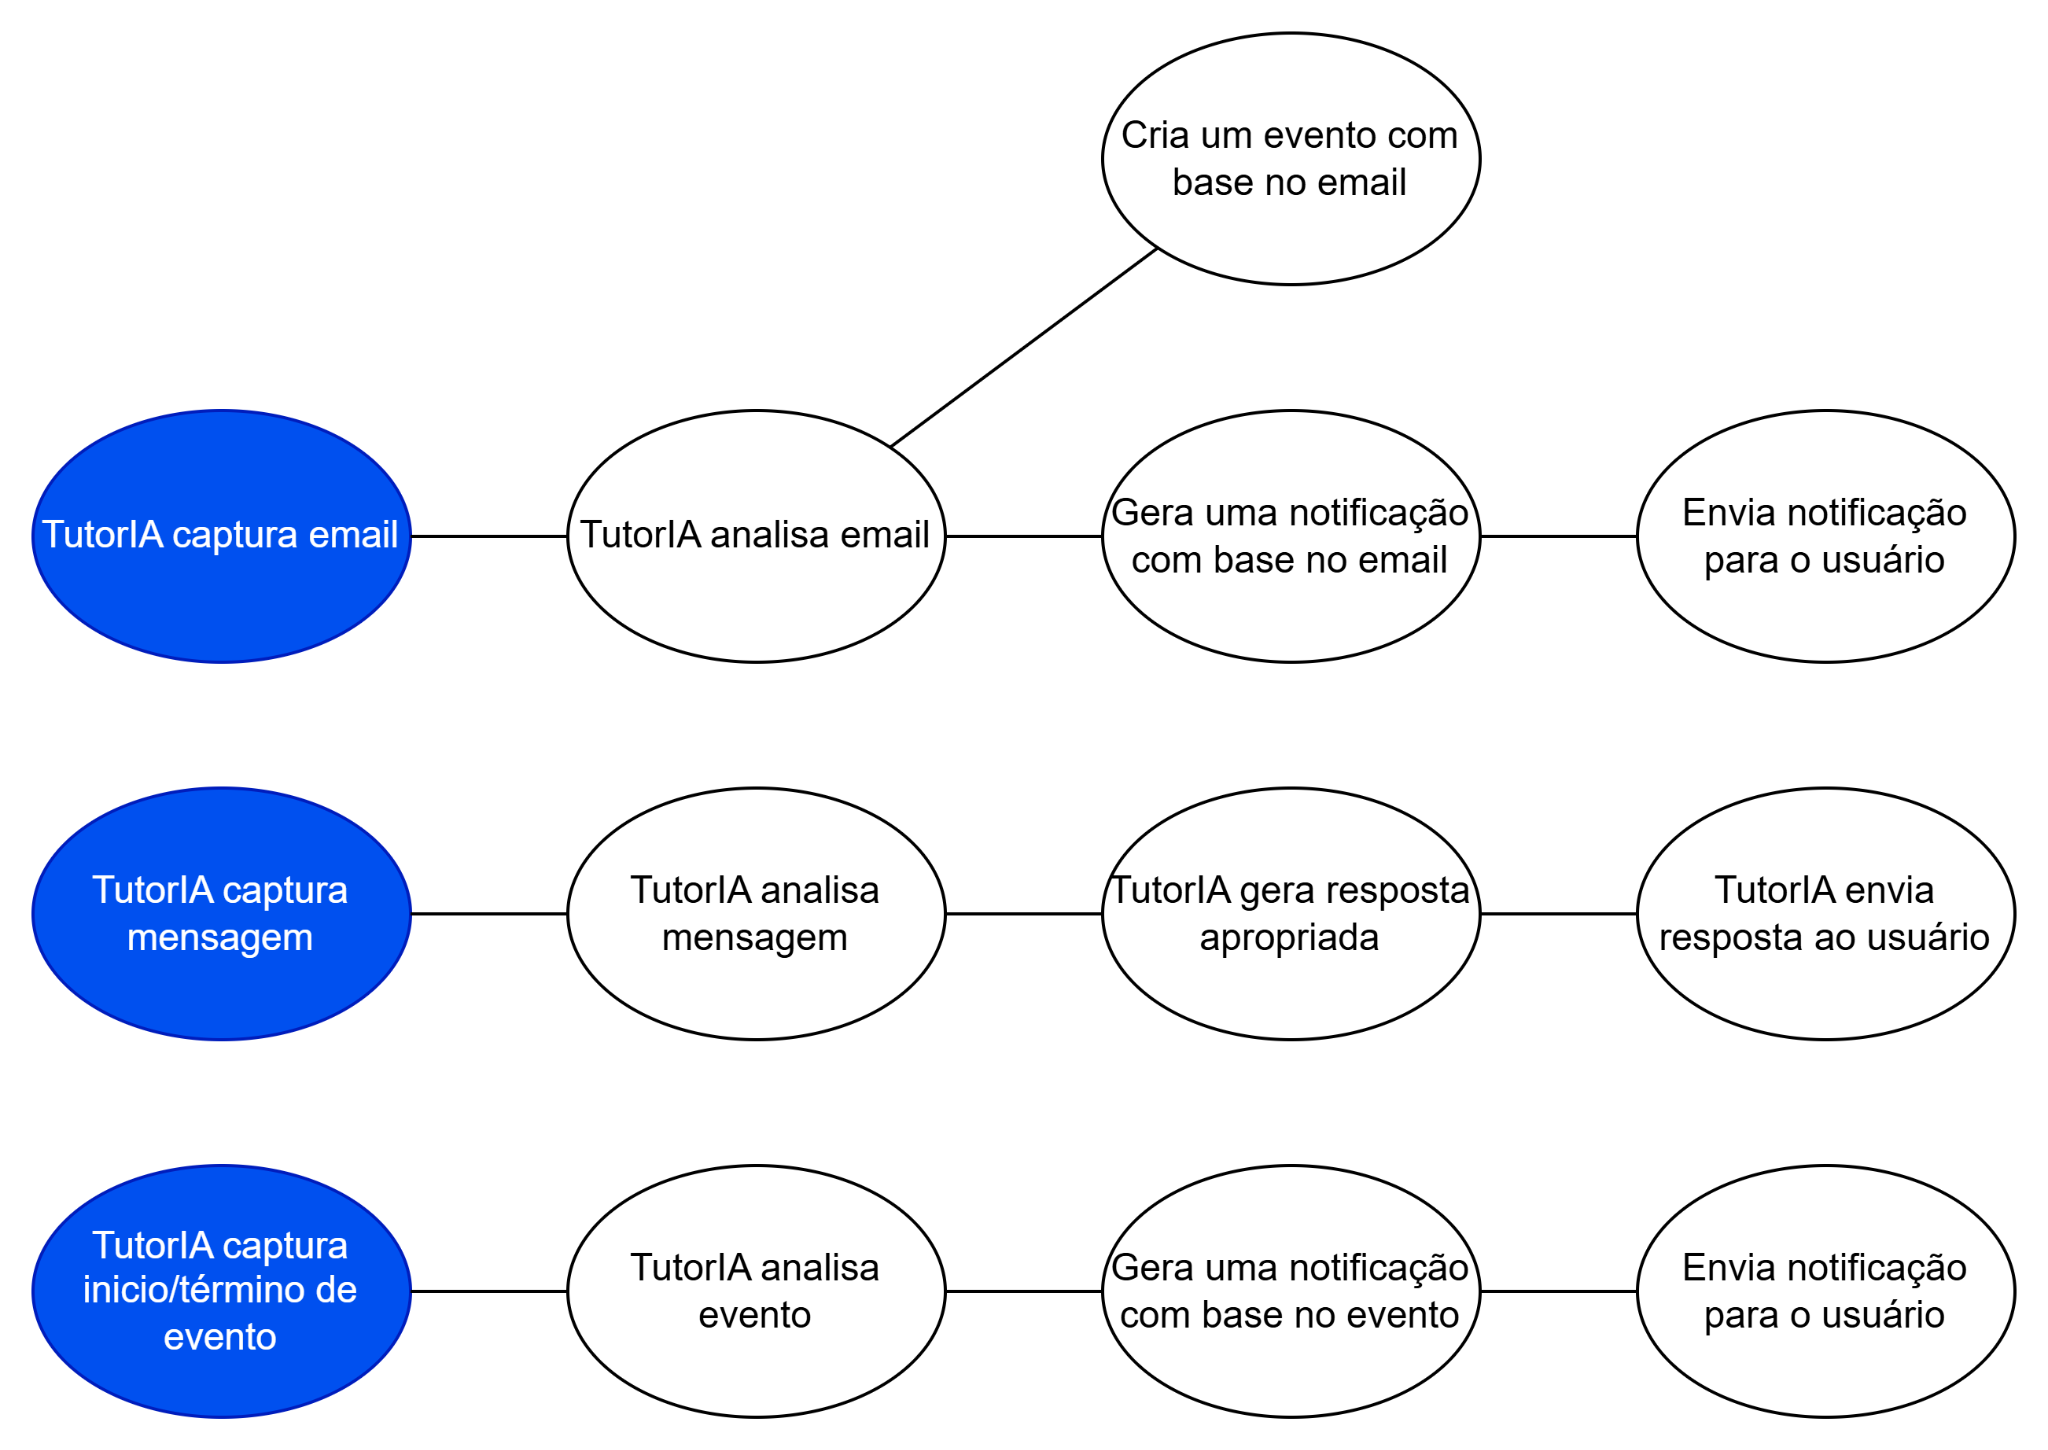 Cria um evento com
base no email
TutorIA captura email
TutorIA analisa email
Gera uma notificação
com base no email
Envia notificação
para o usuário
TutorIA captura
mensagem
TutorIA analisa
mensagem
TutorIA gera resposta
apropriada
TutorIA envia
resposta ao usuário
TutorIA captura
inicio/término de
evento
TutorIA analisa
evento
Gera uma notificação
com base no evento
Envia notificação
para o usuário